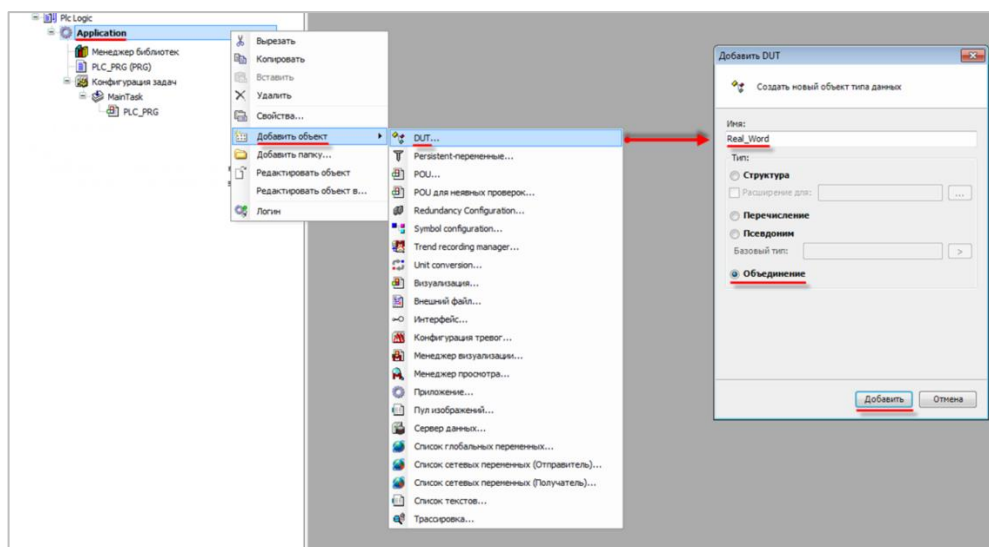 Plc Logic
Application
Менеджер библиотек
PLC_PRG (PRG)
Конфигурация задач
MainTask
PLC_PRG
Вырезать
Копировать
Вставить
Удалить
Свойства...
Добавить объект
Добавить папку...
Редактировать объект
Редактировать объект в...
Логин
DUT...
Persistent-переменные...
POU...
POU для неявных проверок...
Redundancy Configuration...
Symbol configuration...
Trend recording manager...
Unit conversion...
Визуализация...
Внешний файл...
Интерфейс...
Конфигурация тревог...
Менеджер визуализации...
Менеджер просмотра...
Приложение...
Пул изображений...
Сервер данных...
Список глобальных переменных...
Список сетевых переменных (Отправитель)...
Список сетевых переменных (Получатель)...
Список текстов...
Трассировка...
Добавить DUT
Создать новый объект типа данных
Имя:
Real_Word
Тип:
Структура
Расширение для:
...
Перечисление
Псевдоним
Базовый тип:
>
Объединение
Добавить
Отмена